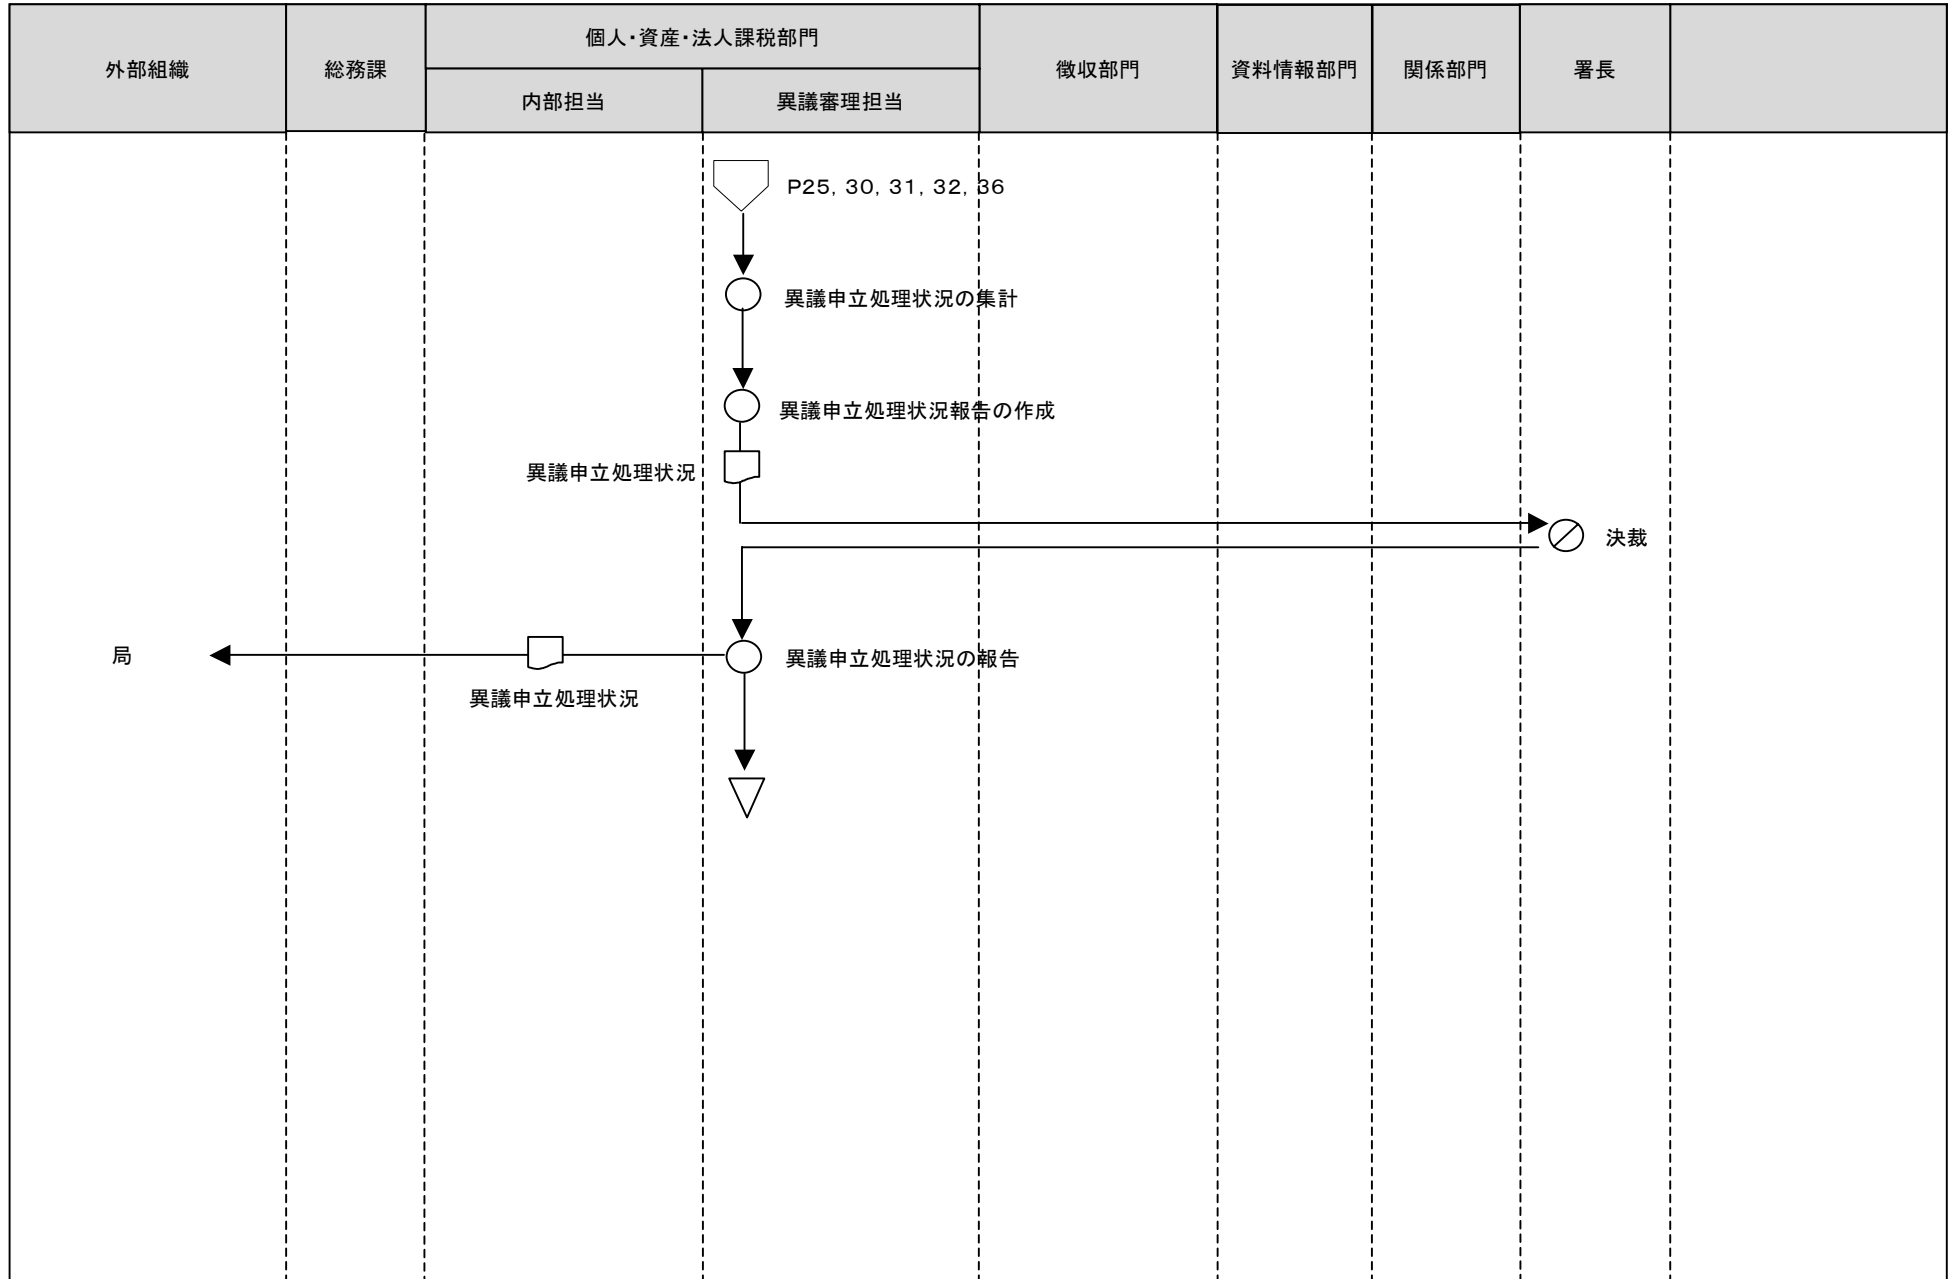 外部組織
総務課
個人・資産・法人課税部門
内部担当
異議審理担当
徴収部門
資料情報部門
関係部門
署長
P25, 30, 31, 32, 36
異議申立処理状況の集計
異議申立処理状況報告の作成
異議申立処理状況
決裁
局
異議申立処理状況の報告
異議申立処理状況